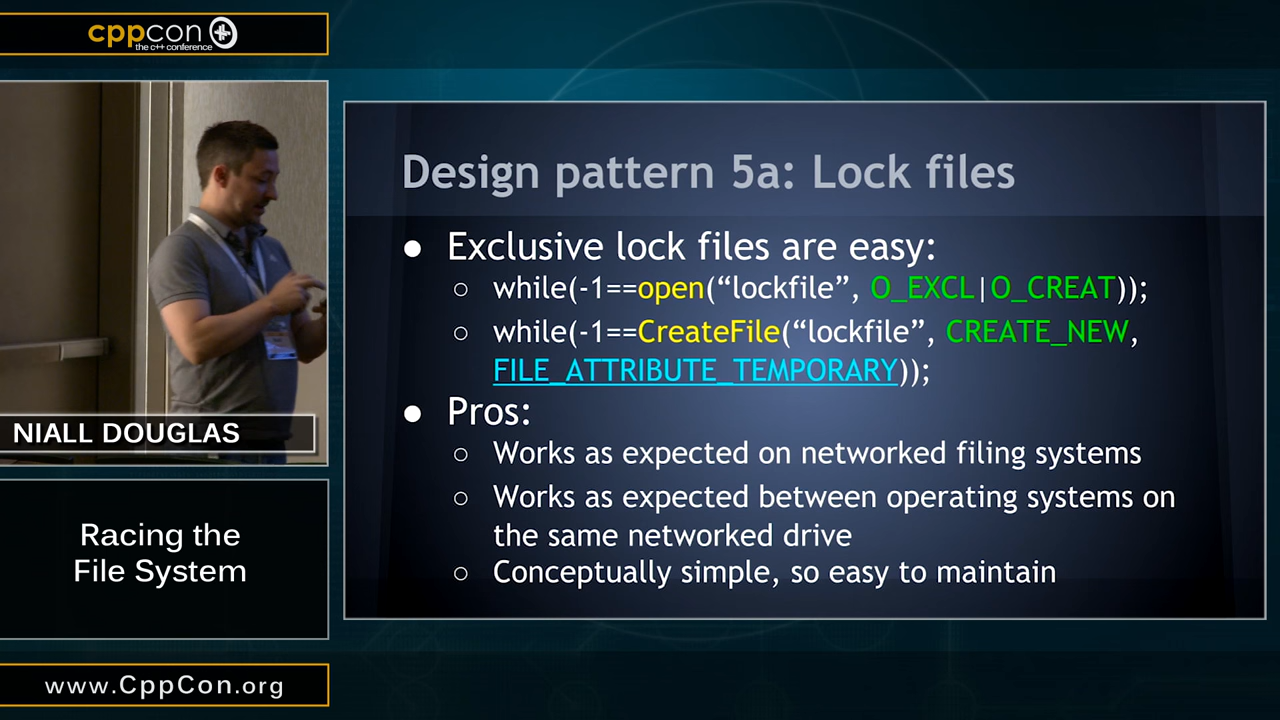 cppcon
the c++ conference
NIALL DOUGLAS
Racing the
File System
www.CppCon.org
Design pattern 5a: Lock files
● Exclusive lock files are easy:
○ while(-1==open(“lockfile”, O_EXCL|O_CREAT));
○ while(-1==CreateFile(“lockfile”, CREATE_NEW,
FILE_ATTRIBUTE_TEMPORARY));
● Pros:
○ Works as expected on networked filing systems
○ Works as expected between operating systems on
the same networked drive
○ Conceptually simple, so easy to maintain